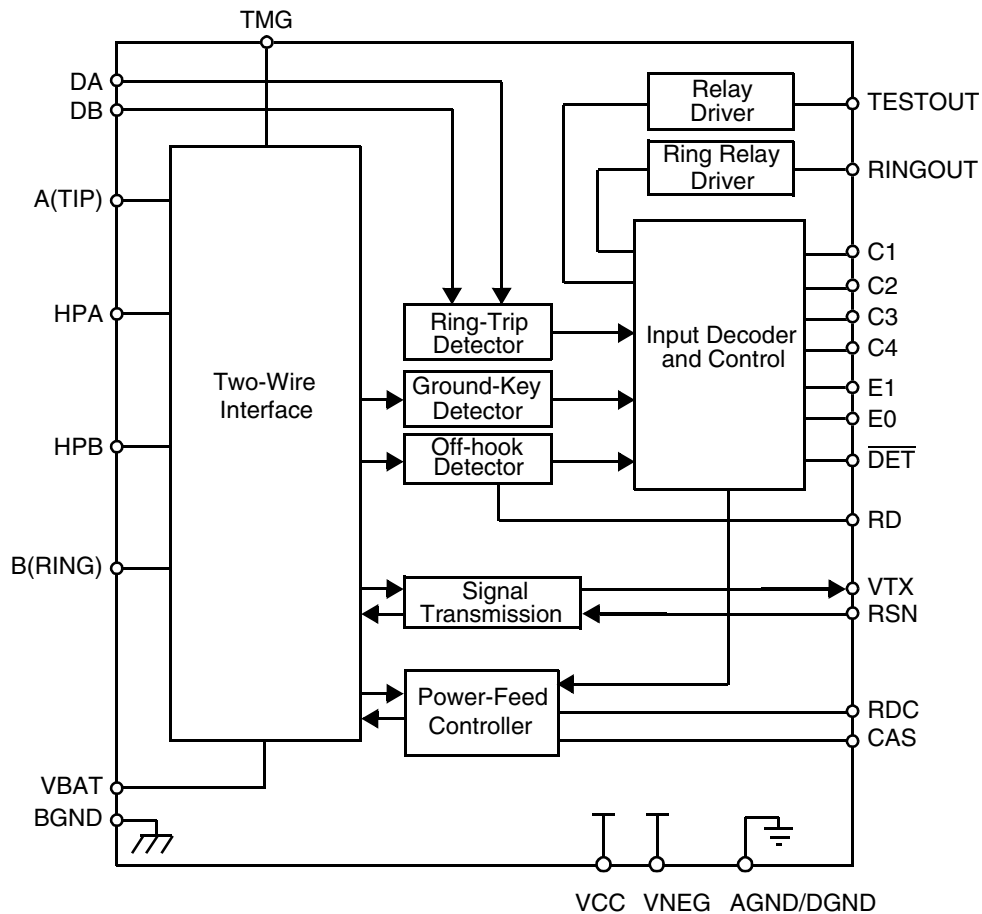 TMG
DA
DB
A(TIP)
HPA
HPB
B(RING)
VBAT
BGND
Two-Wire
Interface
Ring-Trip
Detector
Ground-Key
Detector
Off-hook
Detector
Signal
Transmission
Power-Feed
Controller
Relay
Driver
Ring Relay
Driver
Input Decoder
and Control
TESTOUT
RINGOUT
C1
C2
C3
C4
E1
E0
DET
RD
VTX
RSN
RDC
CAS
VCC VNEG AGND/DGND